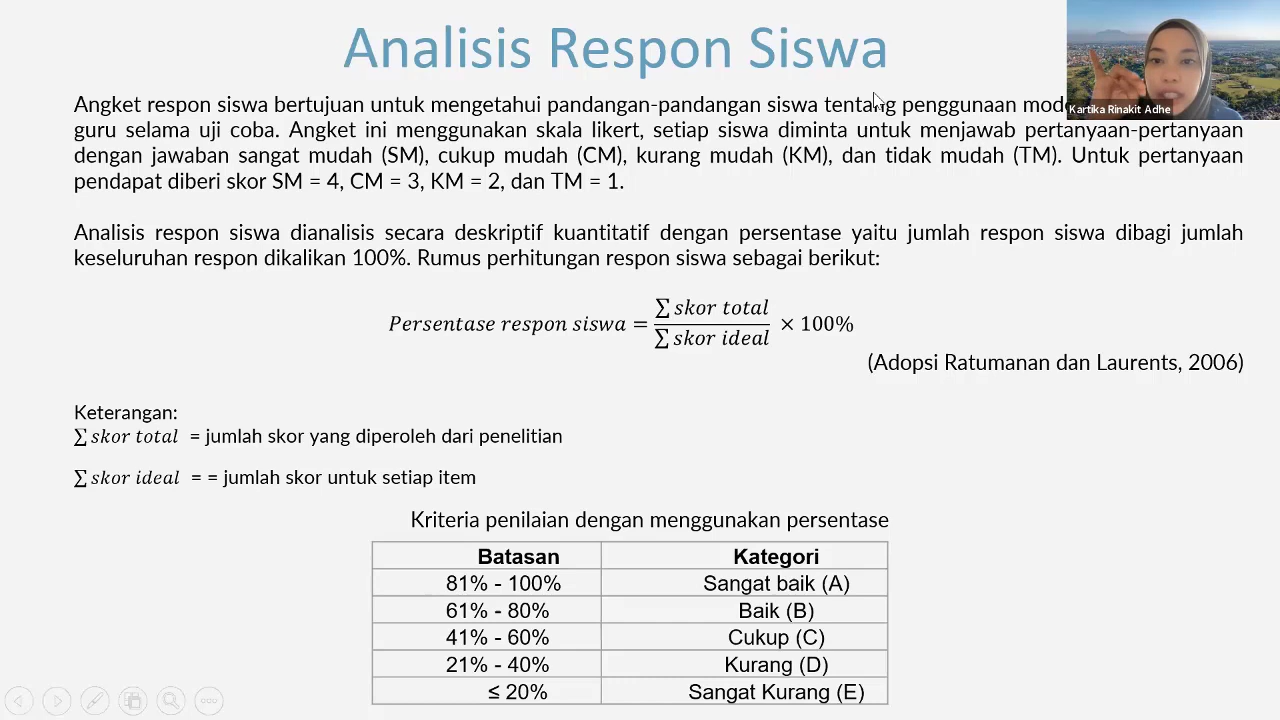 Analisis Respon Siswa
Kartika Rinakit Adhe
Angket respon siswa bertujuan untuk mengetahui pandangan-pandangan siswa tentang penggunaan
guru selama uji coba. Angket ini menggunakan skala likert, setiap siswa diminta untuk menjawab pertanyaan-pertanyaan
dengan jawaban sangat mudah (SM), cukup mudah (CM), kurang mudah (KM), dan tidak mudah (TM). Untuk pertanyaan
pendapat diberi skor SM = 4, CM = 3, KM = 2, dan TM = 1.
Analisis respon siswa dianalisis secara deskriptif kuantitatif dengan persentase yaitu jumlah respon siswa dibagi jumlah
keseluruhan respon dikalikan 100%. Rumus perhitungan respon siswa sebagai berikut:
Persentase respon siswa = ∑ skor total / ∑ skor ideal × 100%
(Adopsi Ratumanan dan Laurents, 2006)
Keterangan:
∑ skor total = jumlah skor yang diperoleh dari penelitian
∑ skor ideal = = jumlah skor untuk setiap item
Kriteria penilaian dengan menggunakan persentase
Batasan Kategori
81% - 100% Sangat baik (A)
61% - 80% Baik (B)
41% - 60% Cukup (C)
21% - 40% Kurang (D)
≤ 20% Sangat Kurang (E)